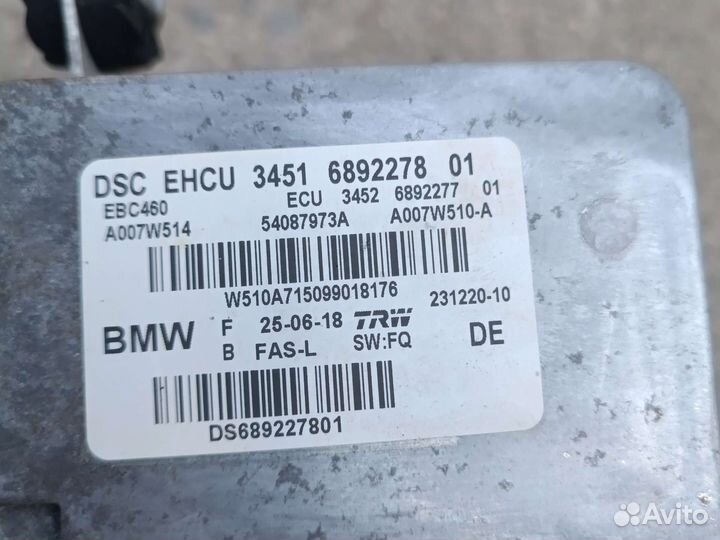 DSC EHCU 3451 6892278 01
EBC460 ECU 3452 6892277 01
A007W514 54087973A A007W510-A
W510A715099018176 231220-10
BMW F 25-06-18 TRW DE
B FAS-L SW:FQ
DS689227801
Avito